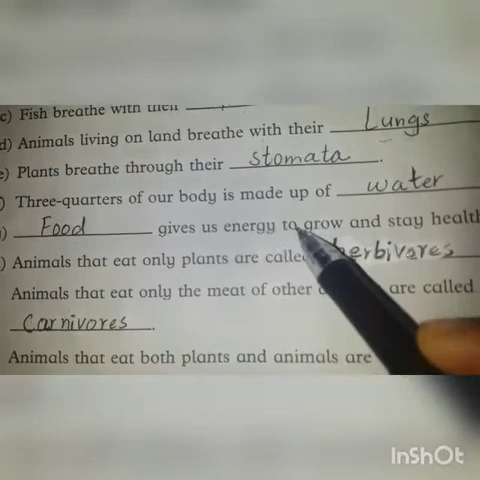 c) Fish breathe with their
d) Animals living on land breathe with their Lungs
e) Plants breathe through their stomata.
) Three-quarters of our body is made up of water
) Food gives us energy to grow and stay health
) Animals that eat only plants are called herbivores
Animals that eat only the meat of other are called
Carnivores.
Animals that eat both plants and animals are
InShOt